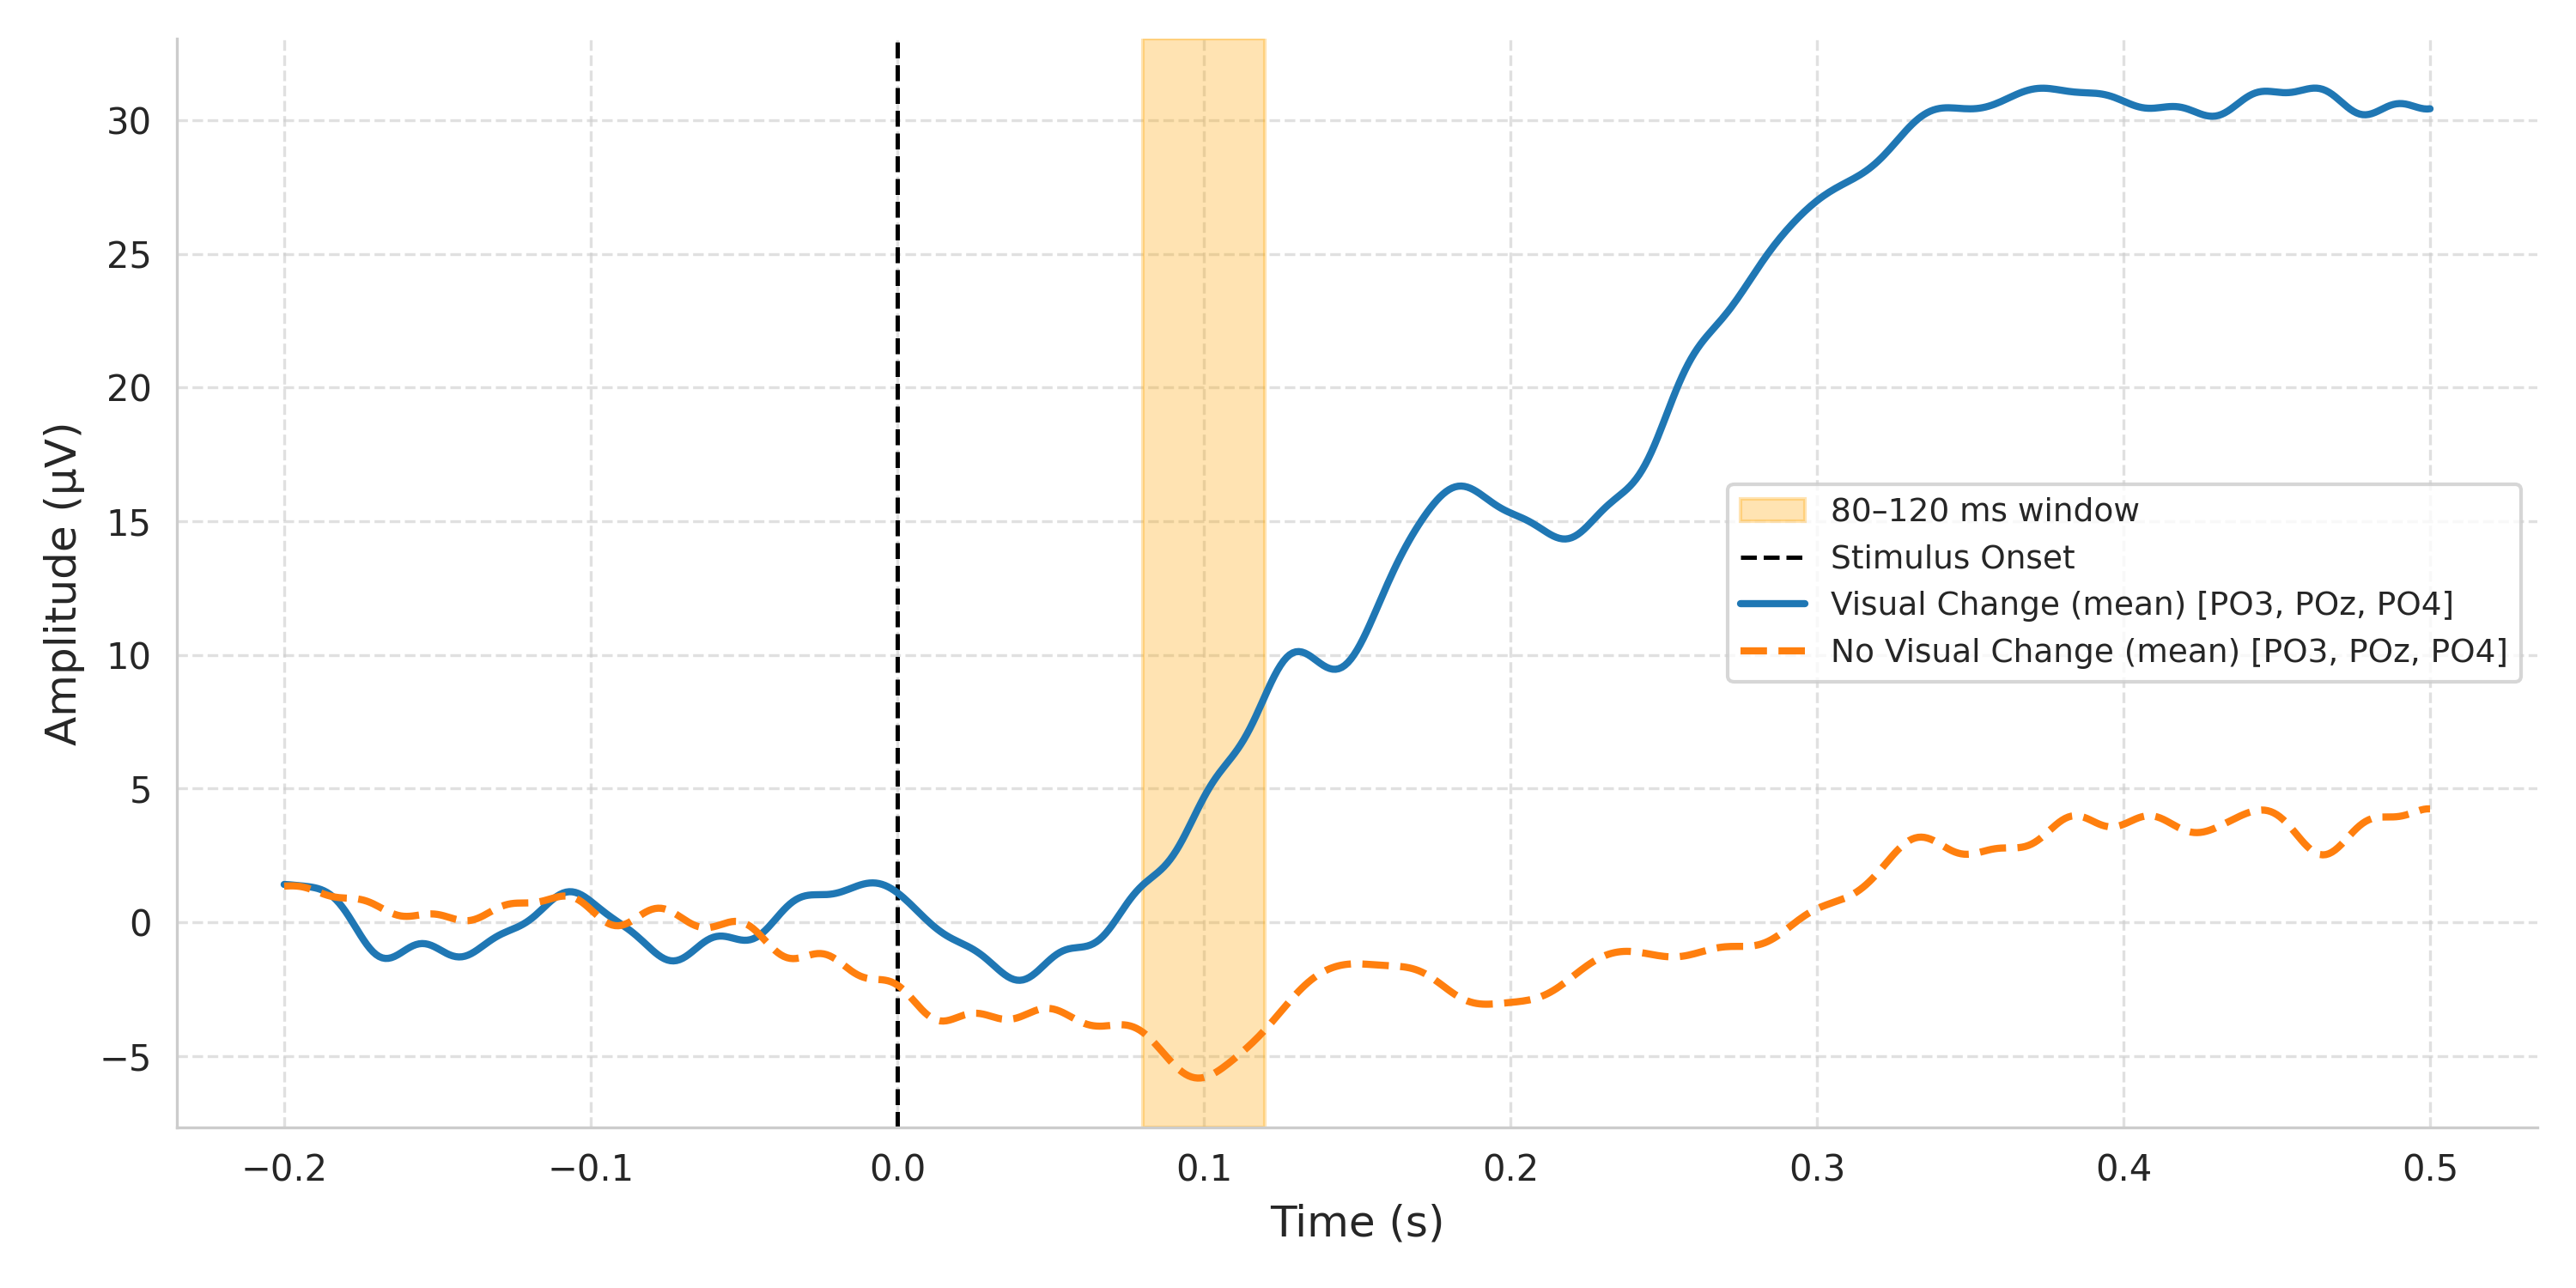 30
25
20
15
10
5
0
−5
Amplitude (µV)
80–120 ms window
Stimulus Onset
Visual Change (mean) [PO3, POz, PO4]
No Visual Change (mean) [PO3, POz, PO4]
−0.2 −0.1 0.0 0.1 0.2 0.3 0.4 0.5
Time (s)